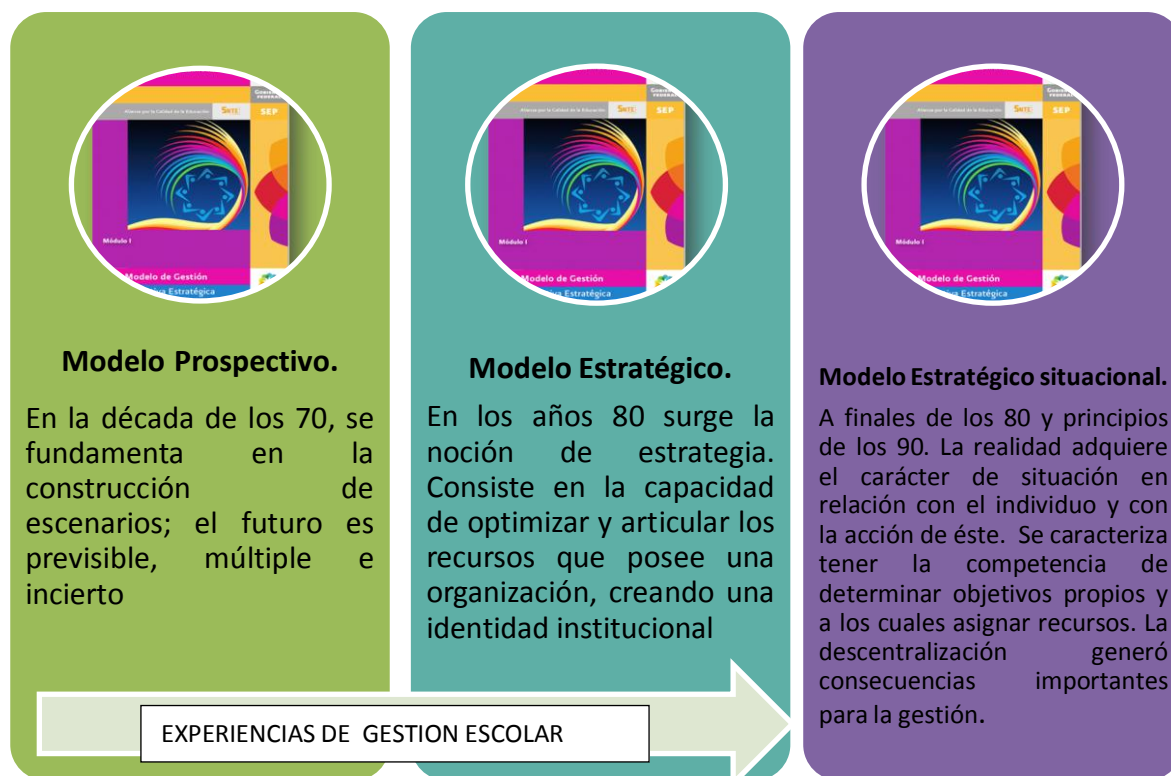 Alianza por la Calidad de la Educación
SNTE
GOBIERNO
FEDERAL
SEP
Módulo I
Modelo de Gestión
Estratégica
Modelo Prospectivo.
En la década de los 70, se
fundamenta en la
construcción de
escenarios; el futuro es
previsible, múltiple e
incierto
Alianza por la Calidad de la Educación
SNTE
GOBIERNO
FEDERAL
SEP
Módulo I
Modelo de Gestión
Estratégica
Modelo Estratégico.
En los años 80 surge la
noción de estrategia.
Consiste en la capacidad
de optimizar y articular los
recursos que posee una
organización, creando una
identidad institucional
Alianza por la Calidad de la Educación
SNTE
GOBIERNO
FEDERAL
SEP
Módulo I
Modelo de Gestión
Estratégica
Modelo Estratégico situacional.
A finales de los 80 y principios
de los 90. La realidad adquiere
el carácter de situación en
relación con el individuo y con
la acción de éste. Se caracteriza
tener la competencia de
determinar objetivos propios y
a los cuales asignar recursos. La
descentralización generó
consecuencias importantes
para la gestión.
EXPERIENCIAS DE GESTION ESCOLAR